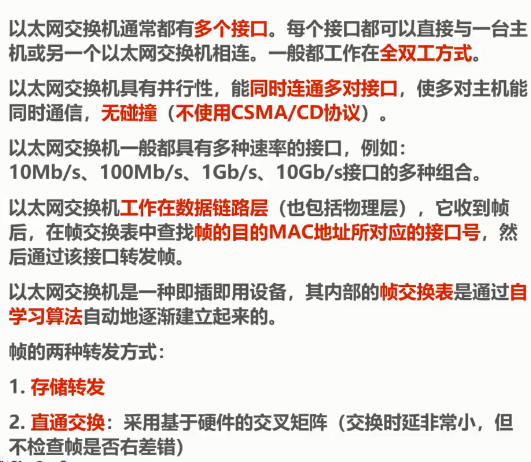 以太网交换机通常都有多个接口。每个接口都可以直接与一台主
机或另一个以太网交换机相连。一般都工作在全双工方式。
以太网交换机具有并行性，能同时连通多对接口，使多对主机能
同时通信，无碰撞（不使用CSMA/CD协议）。
以太网交换机一般都具有多种速率的接口，例如：
10Mb/s、100Mb/s、1Gb/s、10Gb/s接口的多种组合。
以太网交换机工作在数据链路层（也包括物理层），它收到帧
后，在帧交换表中查找帧的目的MAC地址所对应的接口号，然
后通过该接口转发帧。
以太网交换机是一种即插即用设备，其内部的帧交换表是通过自
学习算法自动地逐渐建立起来的。
帧的两种转发方式：
1. 存储转发
2. 直通交换：采用基于硬件的交叉矩阵（交换时延非常小，但
不检查帧是否右差错）